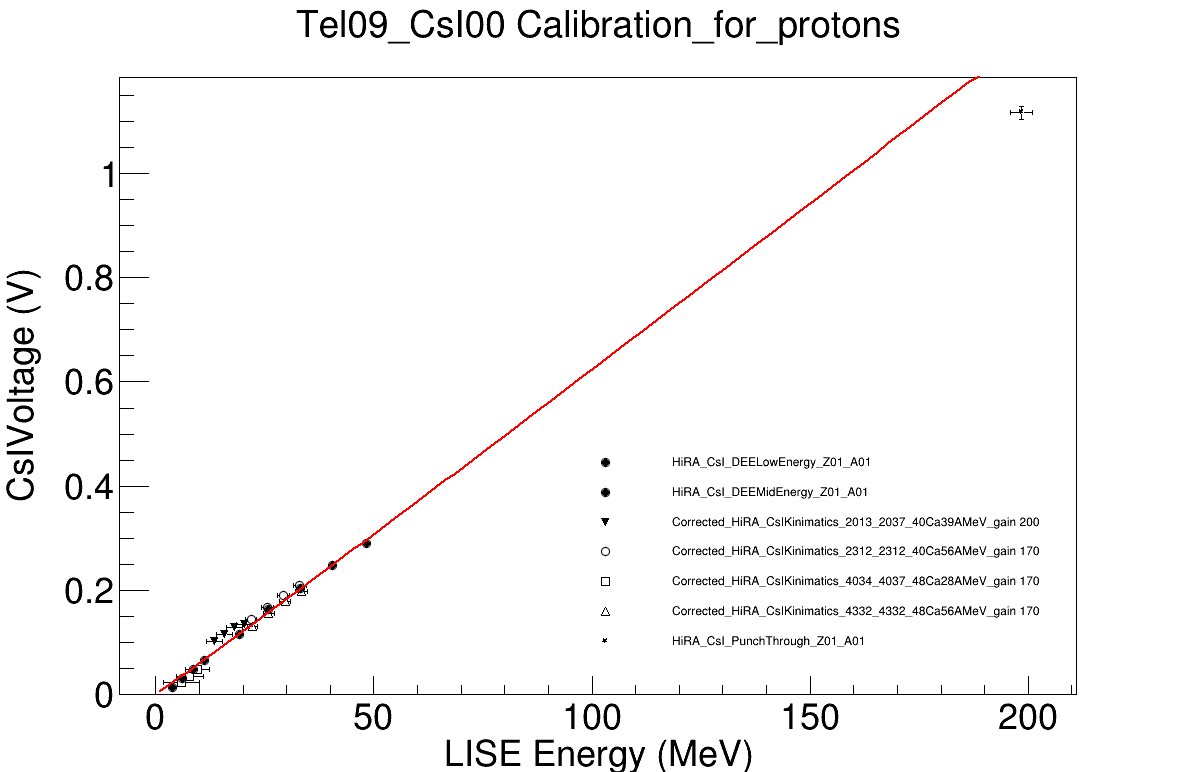 Tel09_CsI00 Calibration_for_protons
CsIVoltage (V)
1
0.8
0.6
0.4
0.2
0
HiRA_CsI_DEELowEnergy_Z01_A01
HiRA_CsI_DEEMidEnergy_Z01_A01
Corrected_HiRA_CsIKinimatics_2013_2037_40Ca39AMeV_gain 200
Corrected_HiRA_CsIKinimatics_2312_2312_40Ca56AMeV_gain 170
Corrected_HiRA_CsIKinimatics_4034_4037_48Ca28AMeV_gain 170
Corrected_HiRA_CsIKinimatics_4332_4332_48Ca56AMeV_gain 170
HiRA_CsI_PunchThrough_Z01_A01
0 50 100 150 200
LISE Energy (MeV)